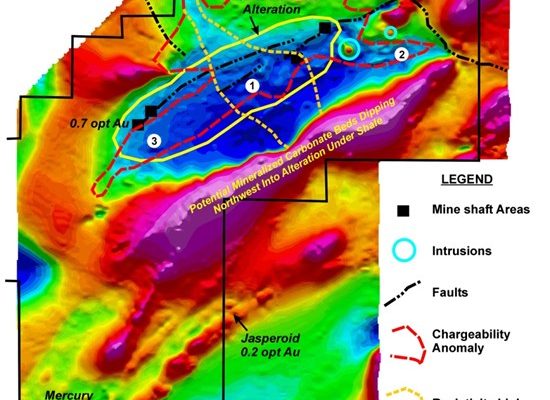 Alteration
2
1
0.7 opt Au
3
Potential Mineralized Carbonate Beds Dipping
Northwest Into Alteration Under Shale
LEGEND
Mine shaft Areas
Intrusions
Faults
Chargeability
Anomaly
Jasperoid
0.2 opt Au
Mercury